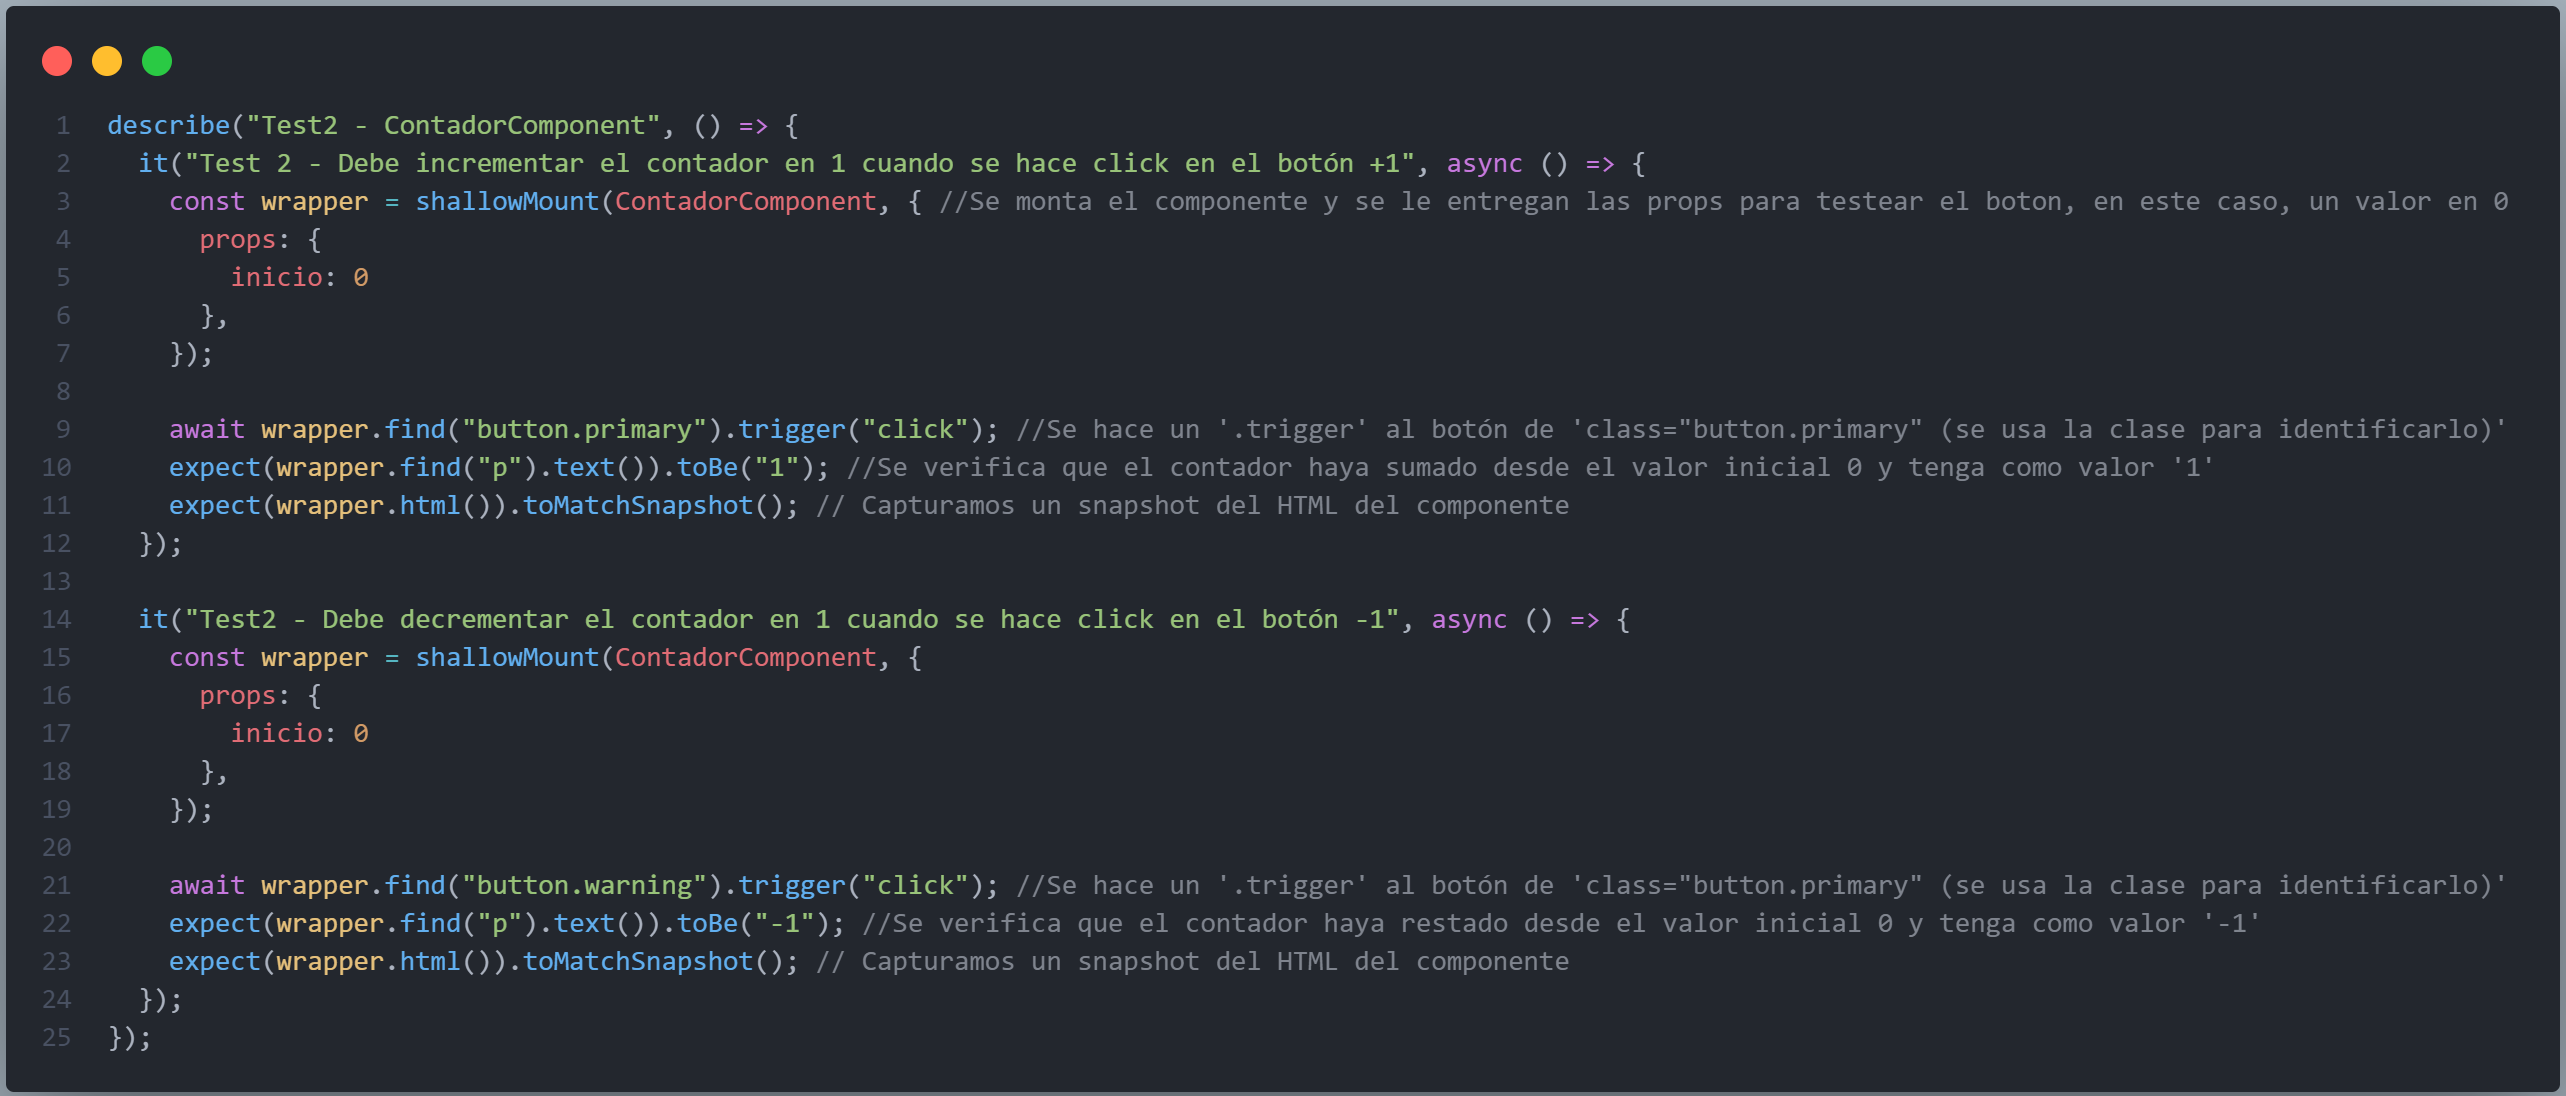 1 describe("Test2 - ContadorComponent", () => {
2 it("Test 2 - Debe incrementar el contador en 1 cuando se hace click en el botón +1", async () => {
3 const wrapper = shallowMount(ContadorComponent, { //Se monta el componente y se le entregan las props para testear el boton, en este caso, un valor en 0
4 props: {
5 inicio: 0
6 },
7 });
8
9 await wrapper.find("button.primary").trigger("click"); //Se hace un '.trigger' al botón de 'class="button.primary" (se usa la clase para identificarlo)'
10 expect(wrapper.find("p").text()).toBe("1"); //Se verifica que el contador haya sumado desde el valor inicial 0 y tenga como valor '1'
11 expect(wrapper.html()).toMatchSnapshot(); // Capturamos un snapshot del HTML del componente
12 });
13
14 it("Test2 - Debe decrementar el contador en 1 cuando se hace click en el botón -1", async () => {
15 const wrapper = shallowMount(ContadorComponent, {
16 props: {
17 inicio: 0
18 },
19 });
20
21 await wrapper.find("button.warning").trigger("click"); //Se hace un '.trigger' al botón de 'class="button.primary" (se usa la clase para identificarlo)'
22 expect(wrapper.find("p").text()).toBe("-1"); //Se verifica que el contador haya restado desde el valor inicial 0 y tenga como valor '-1'
23 expect(wrapper.html()).toMatchSnapshot(); // Capturamos un snapshot del HTML del componente
24 });
25 });